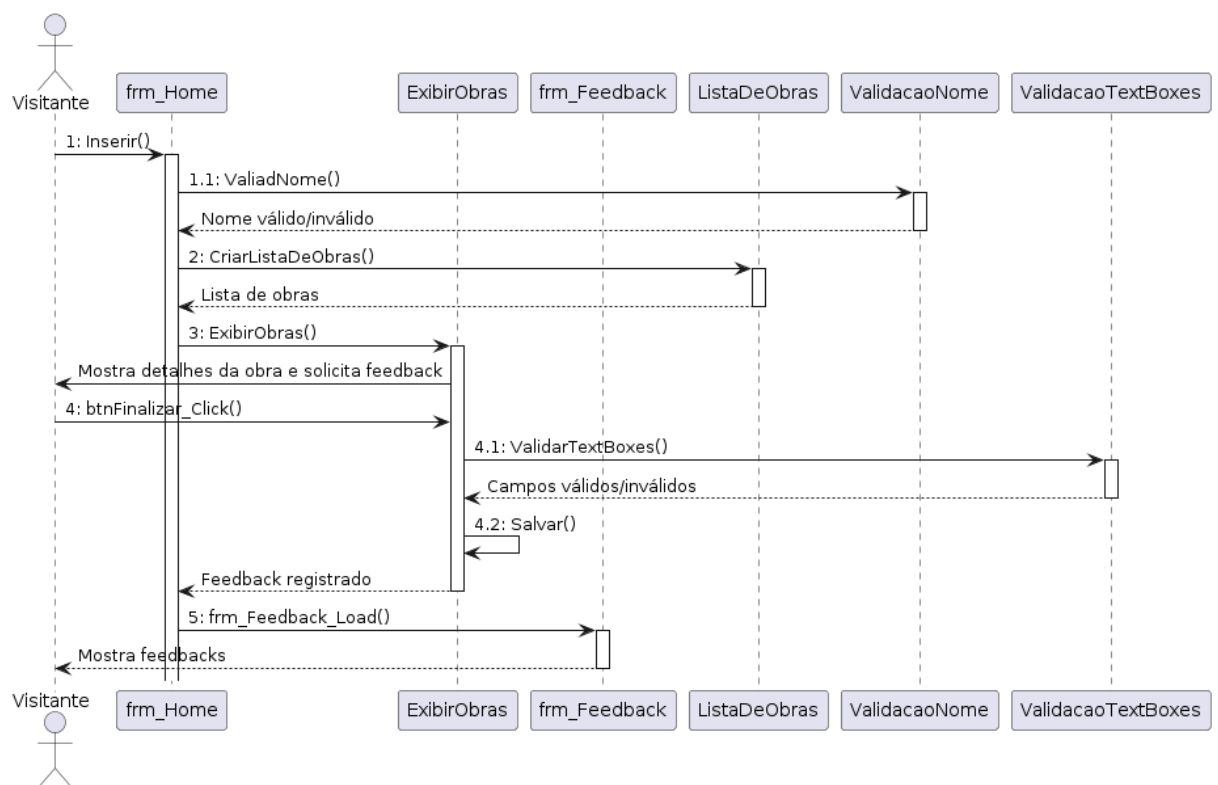 Visitante
frm_Home
ExibirObras
frm_Feedback
ListaDeObras
ValidacaoNome
ValidacaoTextBoxes
1: Inserir()
1.1: ValiadNome()
Nome válido/inválido
2: CriarListaDeObras()
Lista de obras
3: ExibirObras()
Mostra detalhes da obra e solicita feedback
4: btnFinalizar_Click()
4.1: ValidarTextBoxes()
Campos válidos/inválidos
4.2: Salvar()
Feedback registrado
5: frm_Feedback_Load()
Mostra feedbacks
Visitante
frm_Home
ExibirObras
frm_Feedback
ListaDeObras
ValidacaoNome
ValidacaoTextBoxes